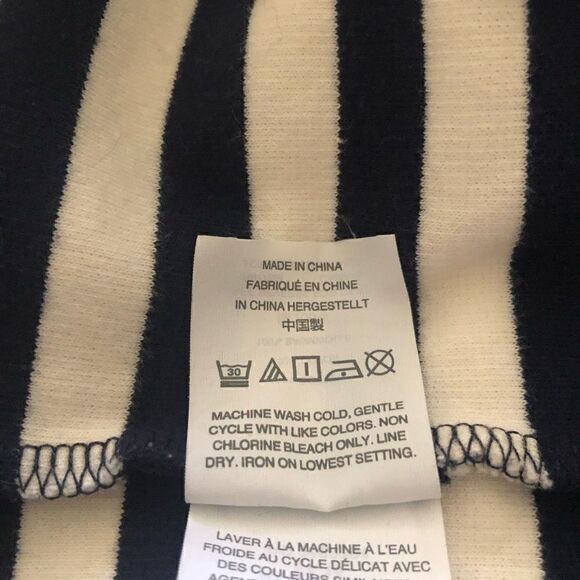 MADE IN CHINA
FABRIQUÉ EN CHINE
IN CHINA HERGESTELLT
中国製
30
MACHINE WASH COLD, GENTLE
CYCLE WITH LIKE COLORS. NON
CHLORINE BLEACH ONLY. LINE
DRY. IRON ON LOWEST SETTING.
LAVER À LA MACHINE À L'EAU
FROIDE AU CYCLE DÉLICAT AVEC
DES COULEURS